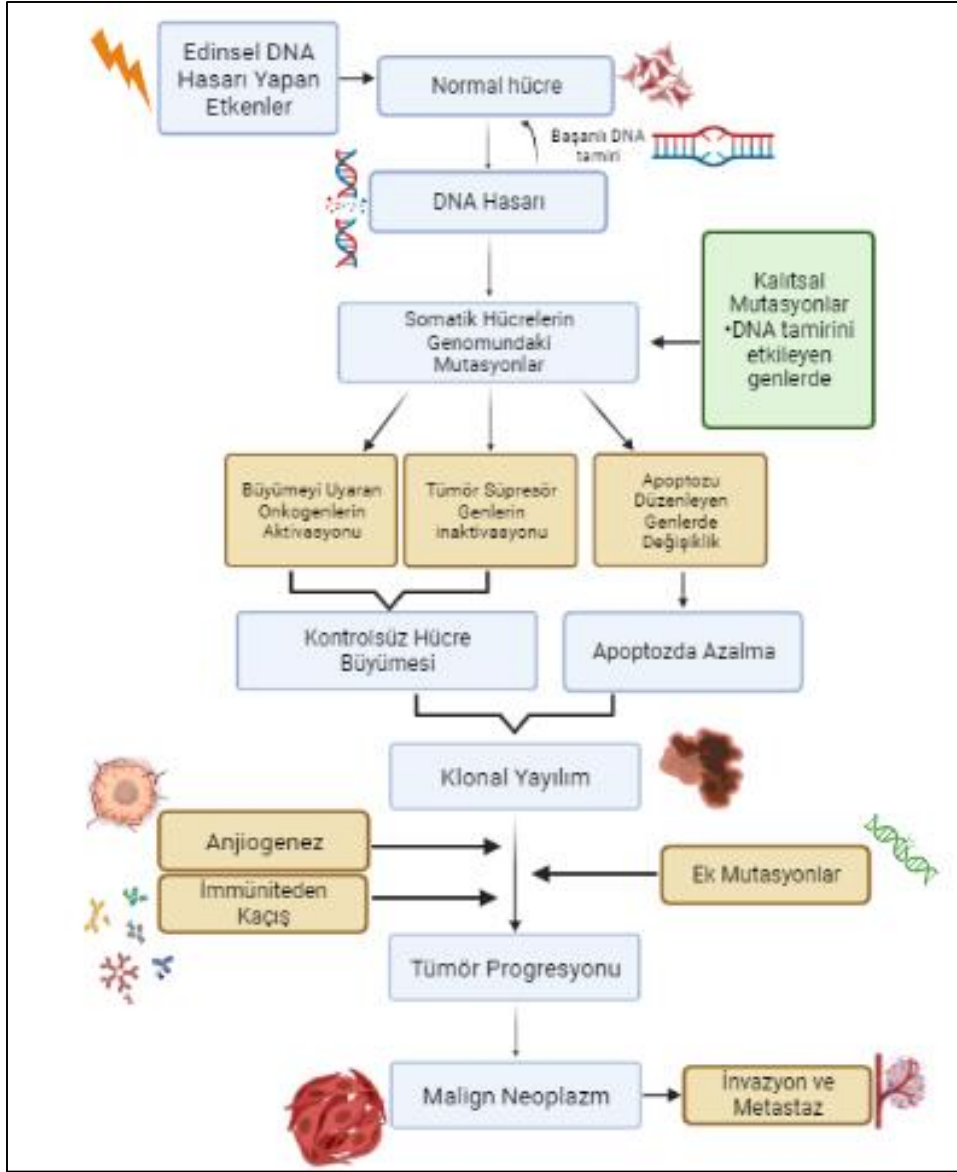 Edinsel DNA
Hasarı Yapan
Etkenler
Normal hücre
Başarılı DNA
tamiri
DNA Hasarı
Kalıtsal
Mutasyonlar
•DNA tamirini
etkileyen
genlerde
Somatik Hücrelerin
Genomundaki
Mutasyonlar
Büyümeyi Uyaran
Onkogenlerin
Aktivasyonu
Tümör Süpresör
Genlerin
inaktivasyonu
Apoptozu
Düzenleyen
Genlerde
Değişiklik
Kontrolsüz Hücre
Büyümesi
Apoptozda Azalma
Klonal Yayılım
Anjiogenez
İmmüniteden
Kaçış
Ek Mutasyonlar
Tümör Progresyonu
Malign Neoplazm
İnvazyon ve
Metastaz